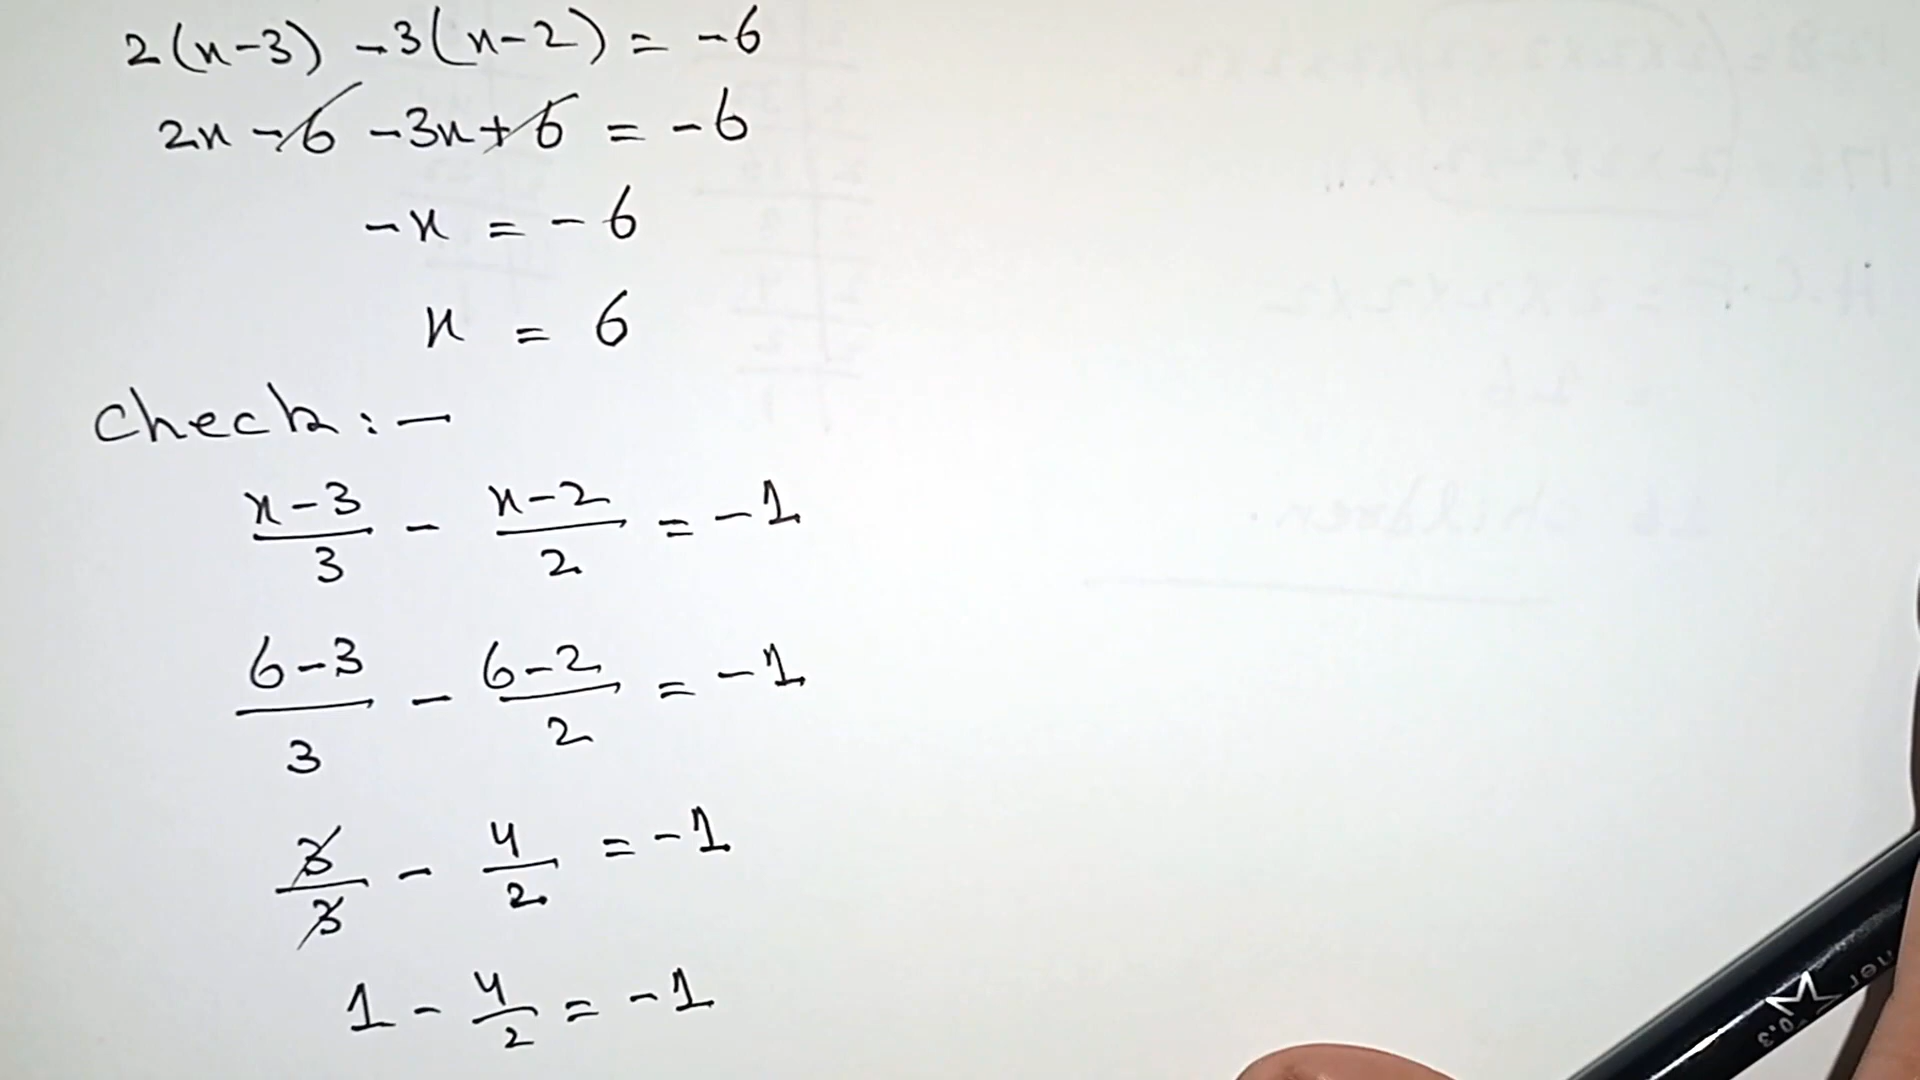 2(x-3) -3(x-2) = -6
2x -6 -3x+6 = -6
-x = -6
x = 6
Check:-
x-3/3 - x-2/2 = -1
6-3/3 - 6-2/2 = -1
3/3 - 4/2 = -1
1 - 4/2 = -1